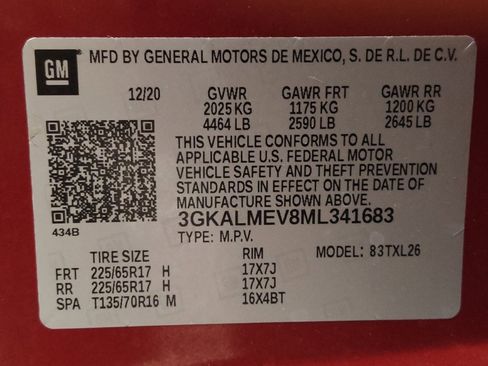 GM
MFD BY GENERAL MOTORS DE MEXICO, S. DE R.L. DE C.V.
12/20 GVWR GAWR FRT GAWR RR
2025 KG 1175 KG 1200 KG
4464 LB 2590 LB 2645 LB
THIS VEHICLE CONFORMS TO ALL
APPLICABLE U.S. FEDERAL MOTOR
VEHICLE SAFETY AND THEFT PREVENTION
STANDARDS IN EFFECT ON THE DATE OF
MANUFACTURE SHOWN ABOVE.
434B
3GKALMEV8ML341683
TYPE: M.P.V. MODEL: 83TXL26
TIRE SIZE RIM
FRT 225/65R17 H 17X7J
RR 225/65R17 H 17X7J
SPA T135/70R16 M 16X4BT